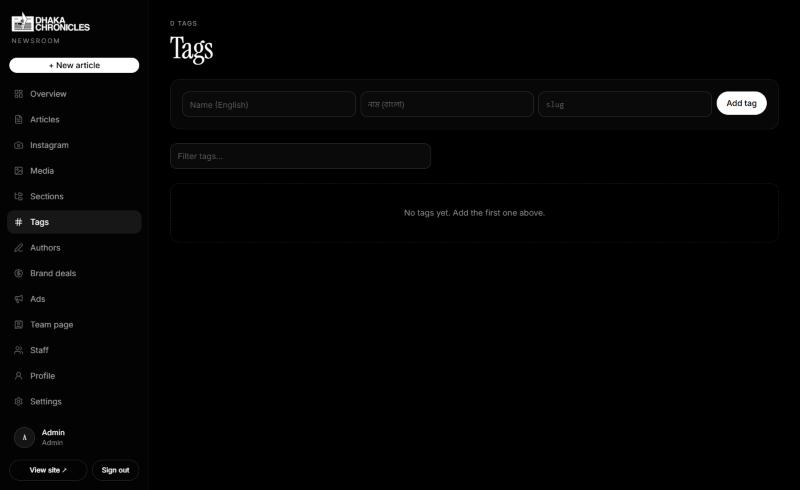 DHAKA
CHRONICLES
NEWSROOM
+ New article
Overview
Articles
Instagram
Media
Sections
Tags
Authors
Brand deals
Ads
Team page
Staff
Profile
Settings
A
Admin
Admin
View site ↗
Sign out
0 TAGS
Tags
Name (English)
নাম (বাংলা)
slug
Add tag
Filter tags...
No tags yet. Add the first one above.